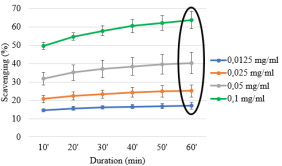 70
60
50
40
30
20
10
0
Scavenging (%)
10' 20' 30' 40' 50' 60'
Duration (min)
0,0125 mg/ml
0,025 mg/ml
0,05 mg/ml
0,1 mg/ml